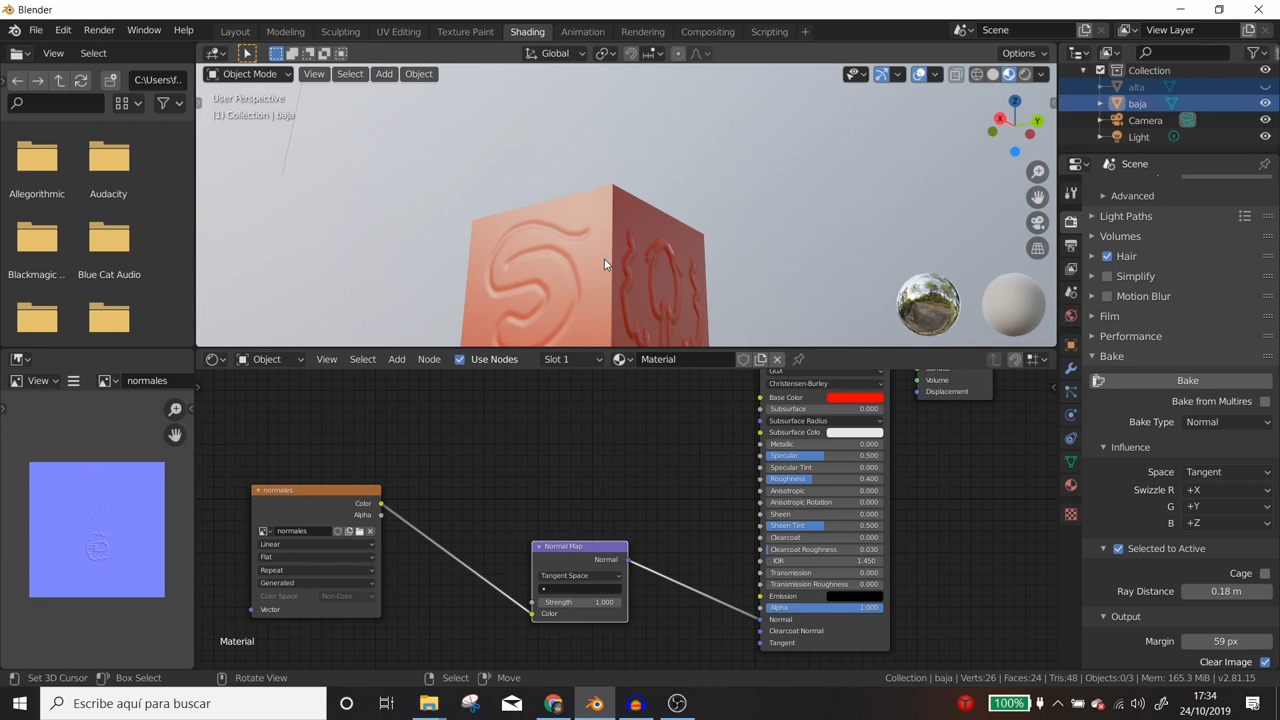 Blender
File Edit Render Window Help
Layout Modeling Sculpting UV Editing Texture Paint Shading Animation Rendering Compositing Scripting +
Scene
View Layer
View Select
Global
Options
C:\Users\f...
Object Mode View Select Add Object
User Perspective
(1) Collection | baja
X Y Z
Allegorithmic Audacity
Blackmagic .. Blue Cat Audio
Collection
alta
baja
Camera
Light
Scene
Advanced
Light Paths
Volumes
Hair
Simplify
Motion Blur
Film
Performance
Bake
Bake
Bake from Multires
Bake Type Normal
Influence
Space Tangent
Swizzle R +X
G +Y
B +Z
Selected to Active
Cage
Ray Distance 0.18 m
Output
Margin 59 px
Clear Image
View normales
Object View Select Add Node Use Nodes Slot 1 Material
normales
Color
Alpha
normales
Linear
Flat
Repeat
Generated
Color Space Non-Color
Vector
Material
Normal Map
Normal
Tangent Space
Strength 1.000
Color
GGX
Christensen-Burley
Base Color
Subsurface 0.000
Subsurface Radius
Subsurface Colo
Metallic 0.000
Specular 0.500
Specular Tint 0.000
Roughness 0.400
Anisotropic 0.000
Anisotropic Rotation 0.000
Sheen 0.000
Sheen Tint 0.500
Clearcoat 0.000
Clearcoat Roughness 0.030
IOR 1.450
Transmission 0.000
Transmission Roughness 0.000
Emission
Alpha 1.000
Normal
Clearcoat Normal
Tangent
Volume
Displacement
Set 3D Cursor Box Select Rotate View Select Move Collection | baja | Verts:26 | Faces:24 | Tris:48 | Objects:0/3 | Mem: 165.3 MiB | v2.81.15
Escribe aquí para buscar
100%
17:34
24/10/2019